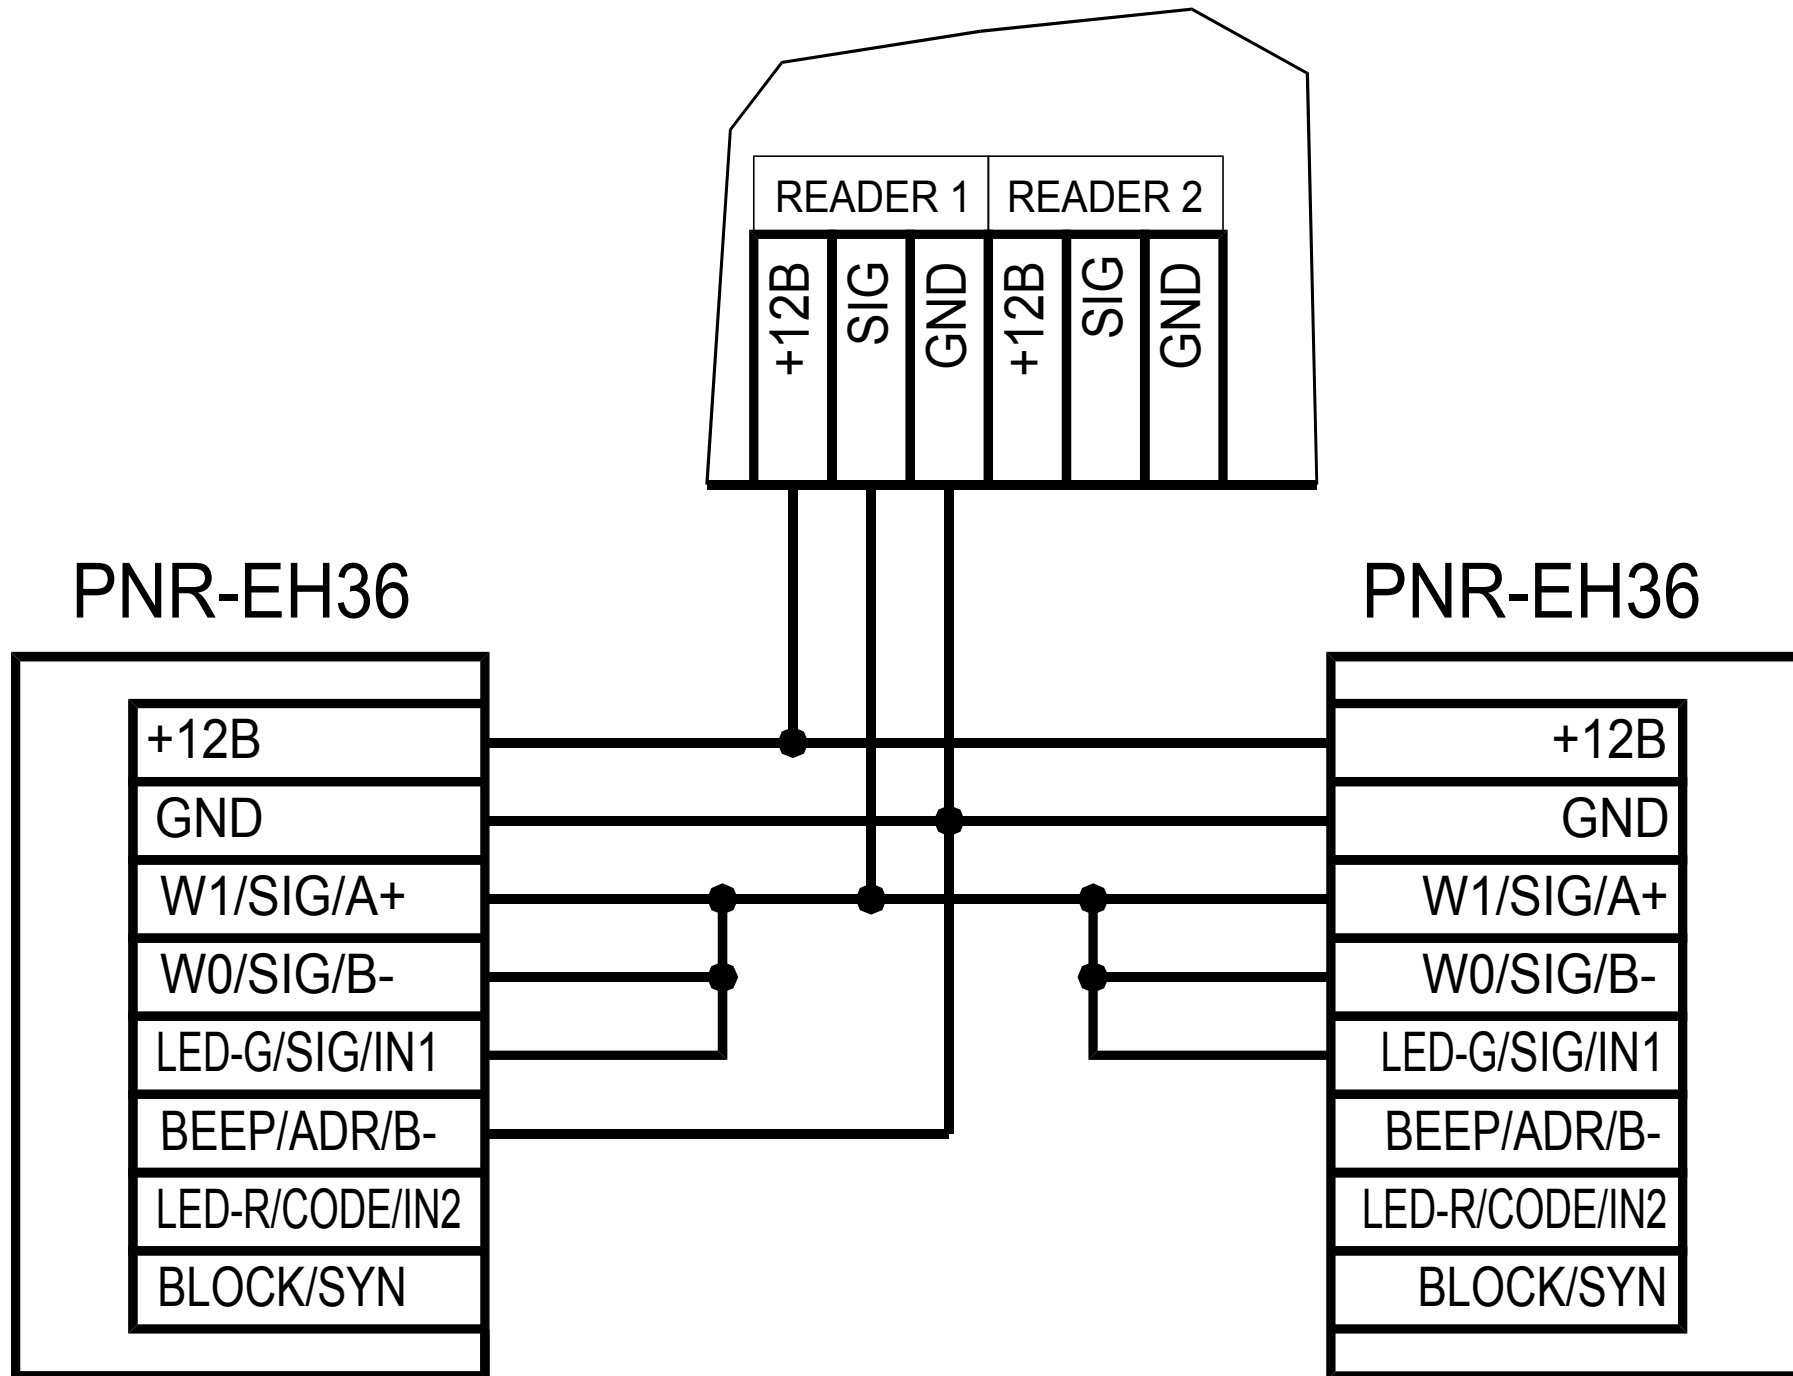 READER 1 READER 2
+12B SIG GND +12B SIG GND
PNR-EH36
+12B
GND
W1/SIG/A+
W0/SIG/B-
LED-G/SIG/IN1
BEEP/ADR/B-
LED-R/CODE/IN2
BLOCK/SYN
PNR-EH36
+12B
GND
W1/SIG/A+
W0/SIG/B-
LED-G/SIG/IN1
BEEP/ADR/B-
LED-R/CODE/IN2
BLOCK/SYN